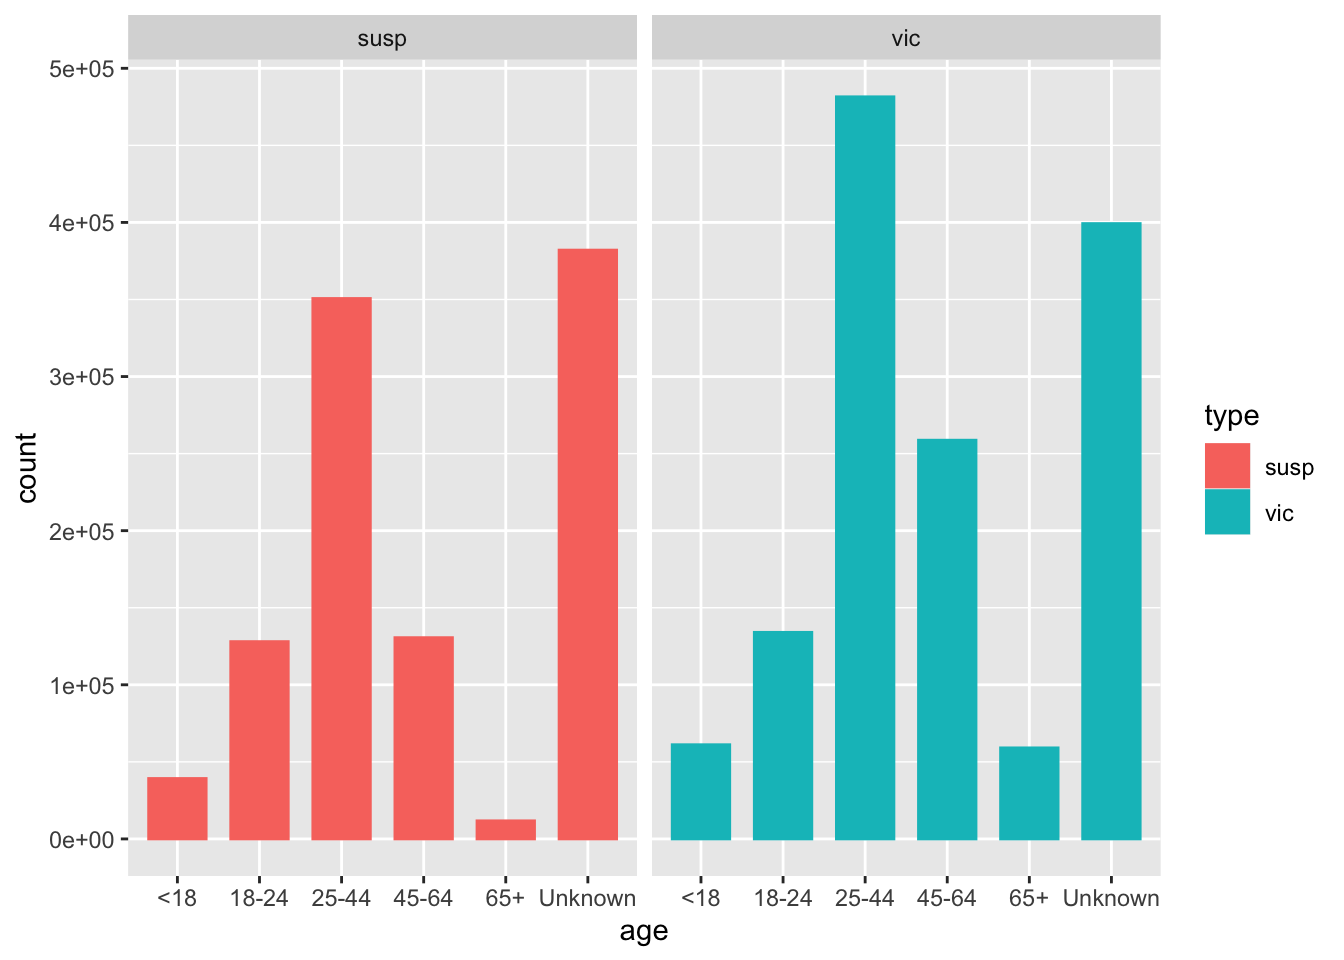 susp vic
5e+05
4e+05
3e+05
2e+05
1e+05
0e+00
count
<18 18-24 25-44 45-64 65+ Unknown <18 18-24 25-44 45-64 65+ Unknown
age
type
susp
vic